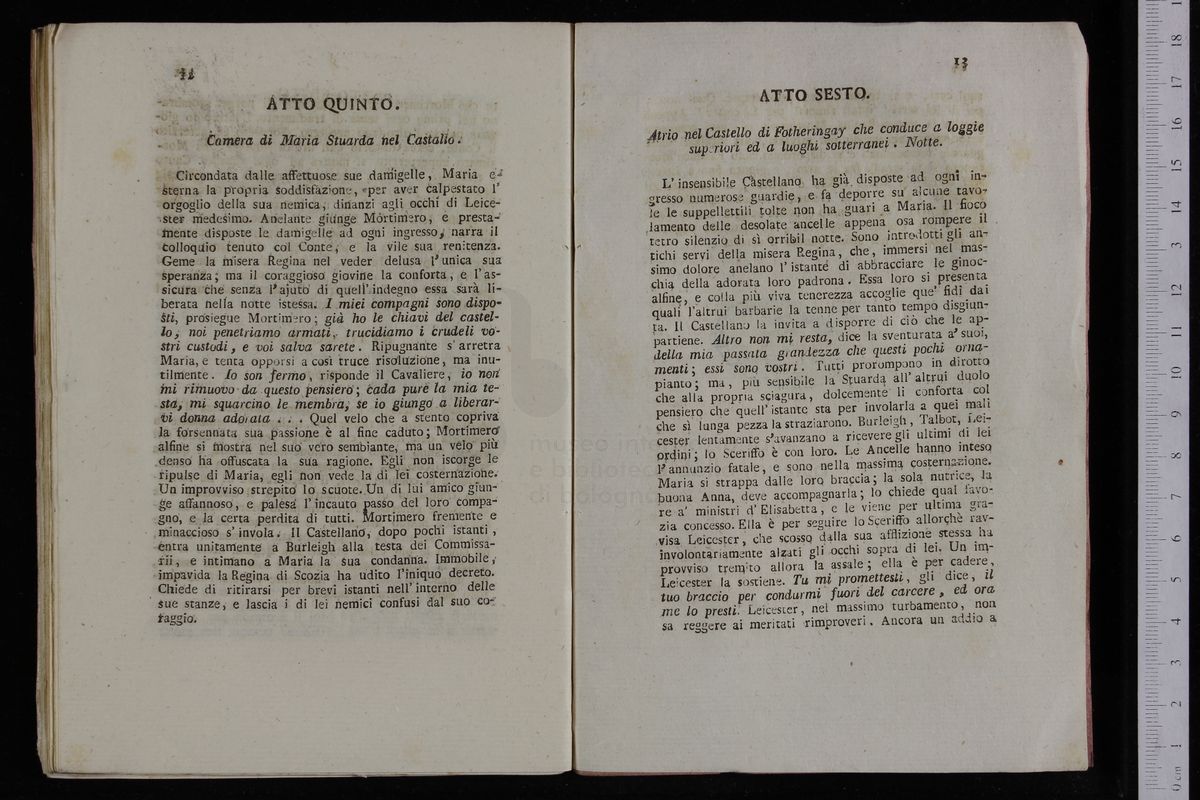 12
ATTO QUINTO.
Camera di Maria Stuarda nel Castallo.
Circondata dalle affettuose sue damigelle, Maria e-
sterna la propria soddisfazione, per aver calpestato l'
orgoglio della sua nemica, dinanzi agli occhi di Leice-
ster medesimo. Anelante giunge Mortimero, e presta-
mente disposte le damigelle ad ogni ingresso, narra il
colloquio tenuto col Conte, e la vile sua renitenza.
Geme la misera Regina nel veder delusa l'unica sua
speranza; ma il coraggioso giovine la conforta, e l'as-
sicura che senza l'ajuto di quell'indegno essa sarà li-
berata nella notte istessa. I miei compagni sono dispo-
sti, prosiegue Mortimero; già ho le chiavi del castel-
lo; noi penetriamo armati, trucidiamo i crudeli vo-
stri custodi, e voi salva sarete. Ripugnante s'arretra
Maria, e tenta opporsi a così truce risoluzione, ma inu-
tilmente. Io son fermo, risponde il Cavaliere, io non
mi rimuovo da questo pensiero; cada pure la mia te-
sta, mi squarcino le membra, se io giungo a liberar-
vi donna adorata . . . Quel velo che a stento copriva
la forsennata sua passione è al fine caduto; Mortimero
alfine si mostra nel suo vero sembiante, ma un velo più
denso ha offuscata la sua ragione. Egli non iscorge le
ripulse di Maria, egli non vede la di lei costernazione.
Un improvviso strepito lo scuote. Un di lui amico giun-
ge affannoso, e palesa l'incauto passo del loro compa-
gno, e la certa perdita di tutti. Mortimero fremente e
minaccioso s'invola. Il Castellano, dopo pochi istanti,
entra unitamente a Burleigh alla testa dei Commissa-
rii, e intimano a Maria la sua condanna. Immobile,
impavida la Regina di Scozia ha udito l'iniquo decreto.
Chiede di ritirarsi per brevi istanti nell'interno delle
sue stanze, e lascia i di lei nemici confusi dal suo co-
raggio.
13
ATTO SESTO.
Atrio nel Castello di Fotheringay che conduce a loggie
superiori ed a luoghi sotterranei. Notte.
L'insensibile Castellano ha già disposte ad ogni in-
gresso numerose guardie, e fa deporre su alcune tavo-
le le suppellettili tolte non ha guari a Maria. Il fioco
lamento delle desolate ancelle appena osa rompere il
tetro silenzio di sì orribil notte. Sono introdotti gli an-
tichi servi della misera Regina, che, immersi nel mas-
simo dolore anelano l'istante di abbracciare le ginoc-
chia della adorata loro padrona. Essa loro si presenta
alfine, e colla più viva tenerezza accoglie que' fidi dai
quali l'altrui barbarie la tenne per tanto tempo disgiun-
ta. Il Castellano la invita a disporre di ciò che le ap-
partiene. Altro non mi resta, dice la sventurata a' suoi,
della mia passata grandezza che questi pochi orna-
menti; essi sono vostri. Tutti prorompono in dirotto
pianto; ma, più sensibile la Stuarda all'altrui duolo
che alla propria sciagura, dolcemente li conforta col
pensiero che quell'istante sta per involarla a quei mali
che sì lunga pezza la straziarono. Burleigh, Talbot, Lei-
cester lentamente s'avanzano a ricevere gli ultimi di lei
ordini; lo Sceriffo è con loro. Le Ancelle hanno inteso
l'annunzio fatale, e sono nella massima costernazione.
Maria si strappa dalle loro braccia; la sola nutrice, la
buona Anna, deve accompagnarla; lo chiede qual favo-
re a' ministri d'Elisabetta, e le viene per ultima gra-
zia concesso. Ella è per seguire lo Sceriffo allorchè rav-
visa Leicester, che scosso dalla sua afflizione stessa ha
involontariamente alzati gli occhi sopra di lei. Un im-
provviso tremito allora la assale; ella è per cadere,
Leicester la sostiene. Tu mi promettesti, gli dice, il
tuo braccio per condurmi fuori del carcere, ed ora
me lo presti. Leicester, nel massimo turbamento, non
sa reggere ai meritati rimproveri. Ancora un addio a